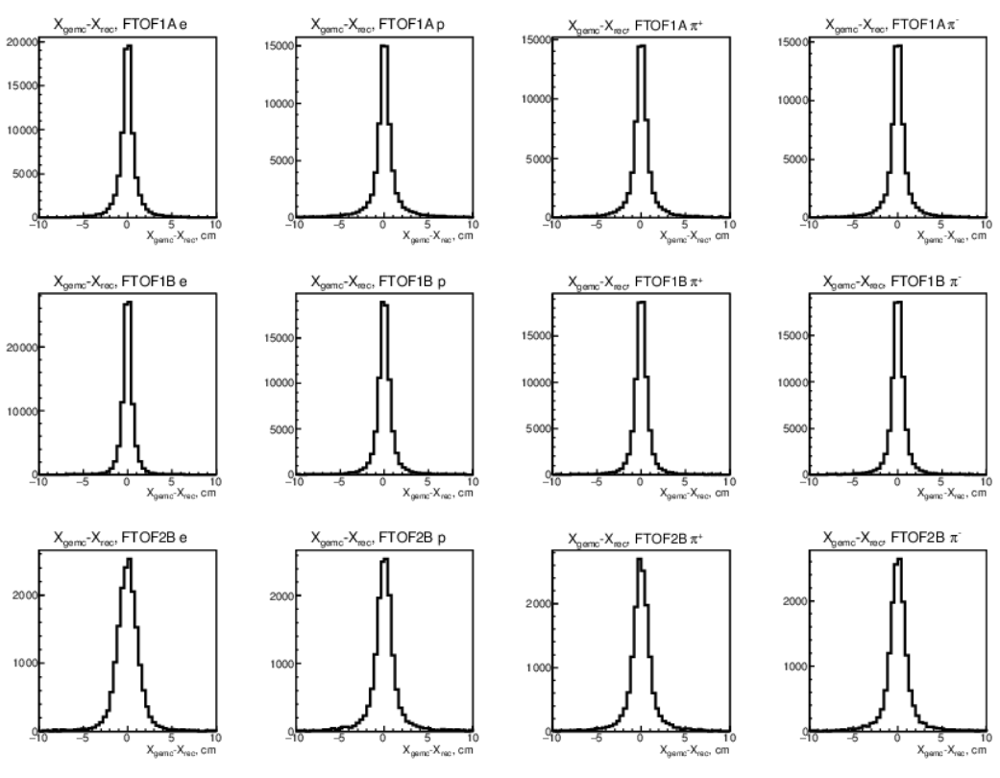 X_gemc-X_rec, FTOF1A e
20000
15000
10000
5000
0
−10 −5 0 5 10
X_gemc-X_rec, cm
X_gemc-X_rec, FTOF1A p
15000
10000
5000
0
−10 −5 0 5 10
X_gemc-X_rec, cm
X_gemc-X_rec, FTOF1A π⁺
15000
10000
5000
0
−10 −5 0 5 10
X_gemc-X_rec, cm
X_gemc-X_rec, FTOF1A π⁻
15000
10000
5000
0
−10 −5 0 5 10
X_gemc-X_rec, cm
X_gemc-X_rec, FTOF1B e
20000
10000
0
−10 −5 0 5 10
X_gemc-X_rec, cm
X_gemc-X_rec, FTOF1B p
15000
10000
5000
0
−10 −5 0 5 10
X_gemc-X_rec, cm
X_gemc-X_rec, FTOF1B π⁺
15000
10000
5000
0
−10 −5 0 5 10
X_gemc-X_rec, cm
X_gemc-X_rec, FTOF1B π⁻
15000
10000
5000
0
−10 −5 0 5 10
X_gemc-X_rec, cm
X_gemc-X_rec, FTOF2B e
2000
1000
0
−10 −5 0 5 10
X_gemc-X_rec, cm
X_gemc-X_rec, FTOF2B p
2000
1000
0
−10 −5 0 5 10
X_gemc-X_rec, cm
X_gemc-X_rec, FTOF2B π⁺
2000
1000
0
−10 −5 0 5 10
X_gemc-X_rec, cm
X_gemc-X_rec, FTOF2B π⁻
2000
1000
0
−10 −5 0 5 10
X_gemc-X_rec, cm